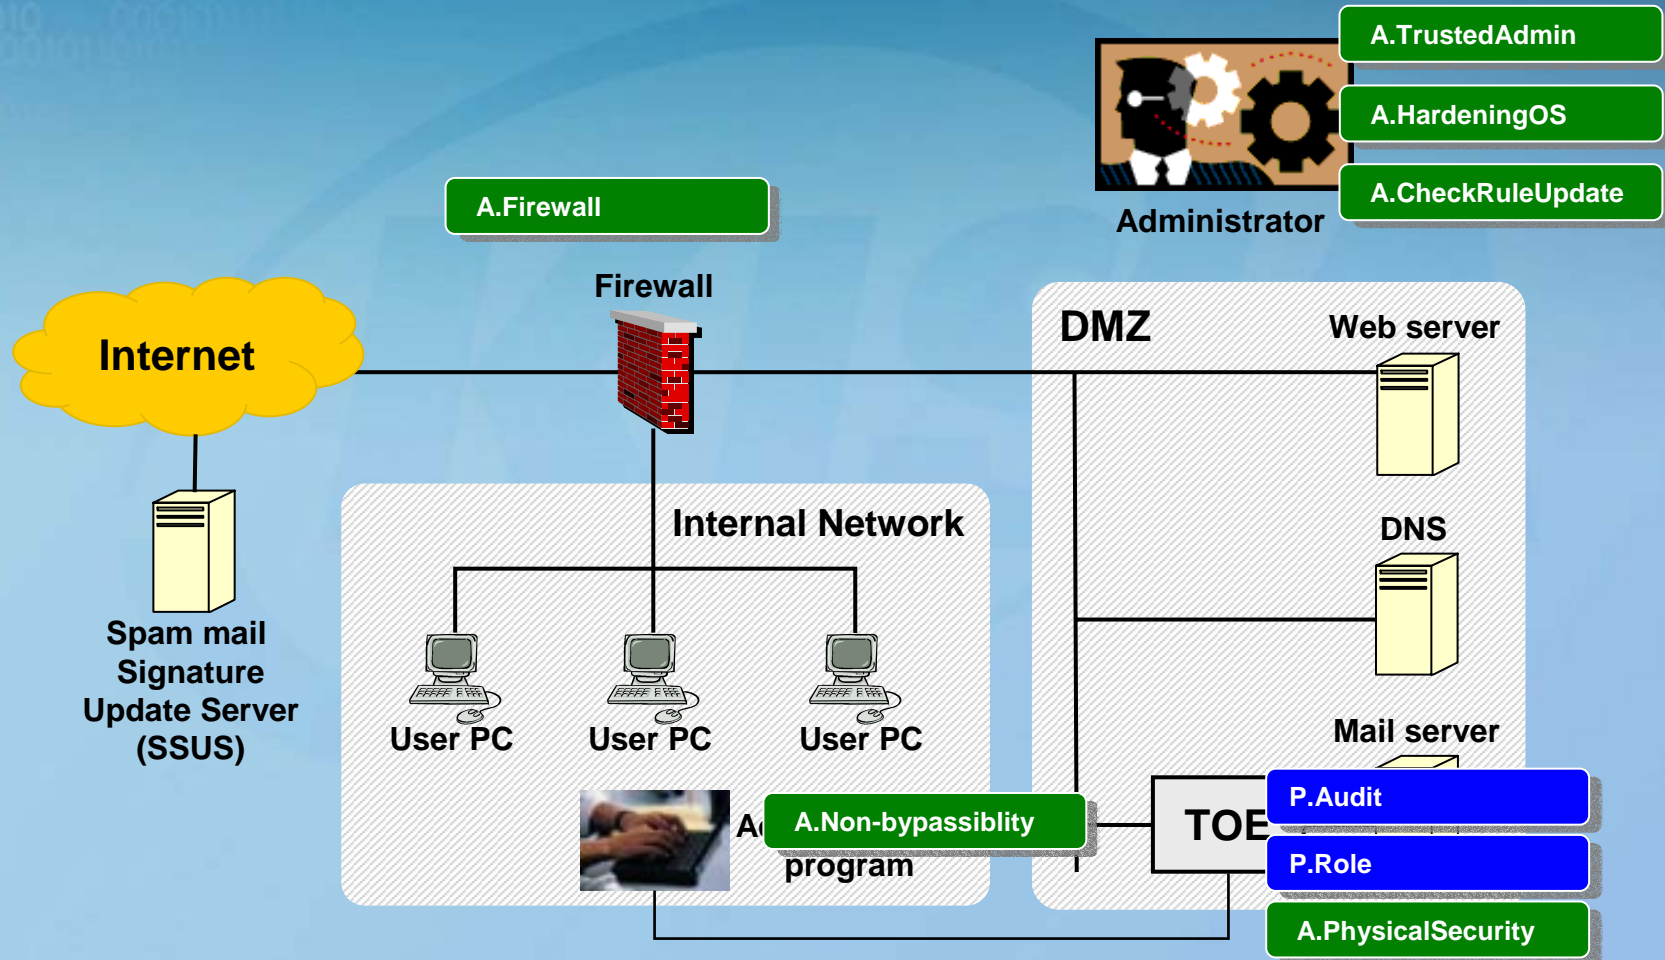 A.TrustedAdmin
A.HardeningOS
A.CheckRuleUpdate
Administrator
A.Firewall
Firewall
Internet
DMZ
Web server
Internal Network
DNS
Spam mail
Signature
Update Server
(SSUS)
User PC
User PC
User PC
Mail server
A.Non-bypassiblity
program
TOE
P.Audit
P.Role
A.PhysicalSecurity